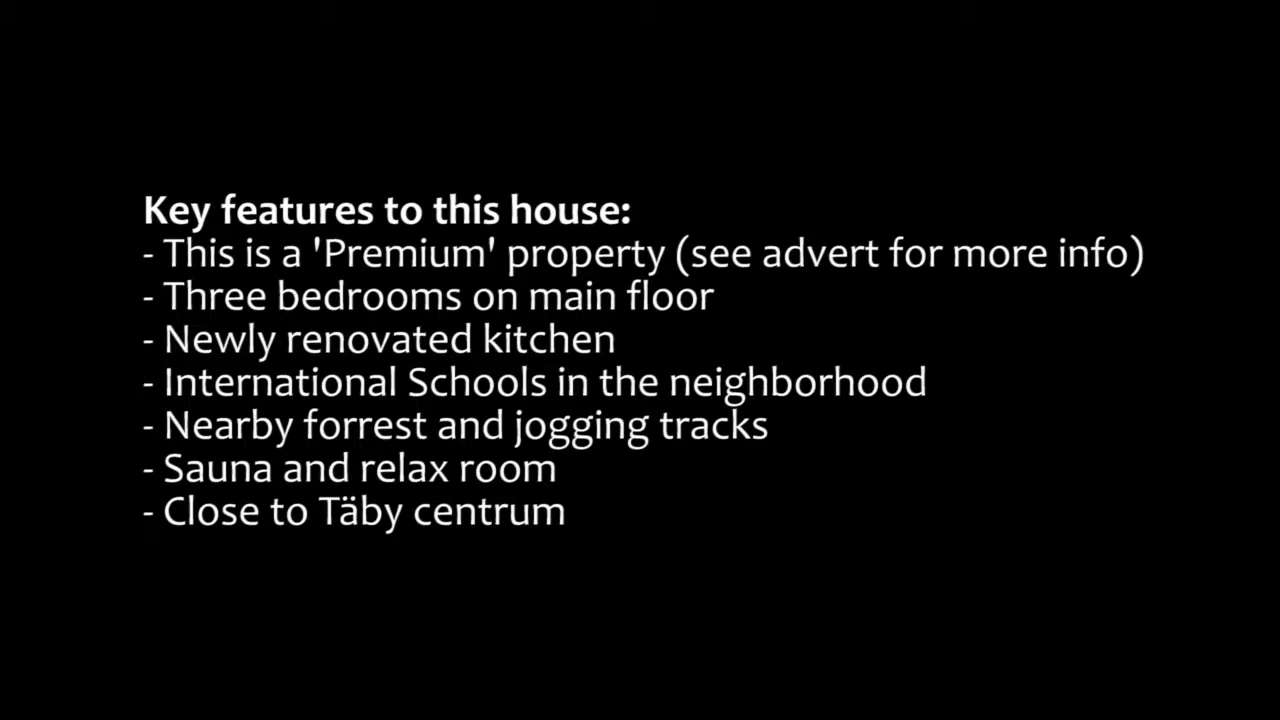 Key features to this house:
- This is a 'Premium' property (see advert for more info)
- Three bedrooms on main floor
- Newly renovated kitchen
- International Schools in the neighborhood
- Nearby forrest and jogging tracks
- Sauna and relax room
- Close to Täby centrum